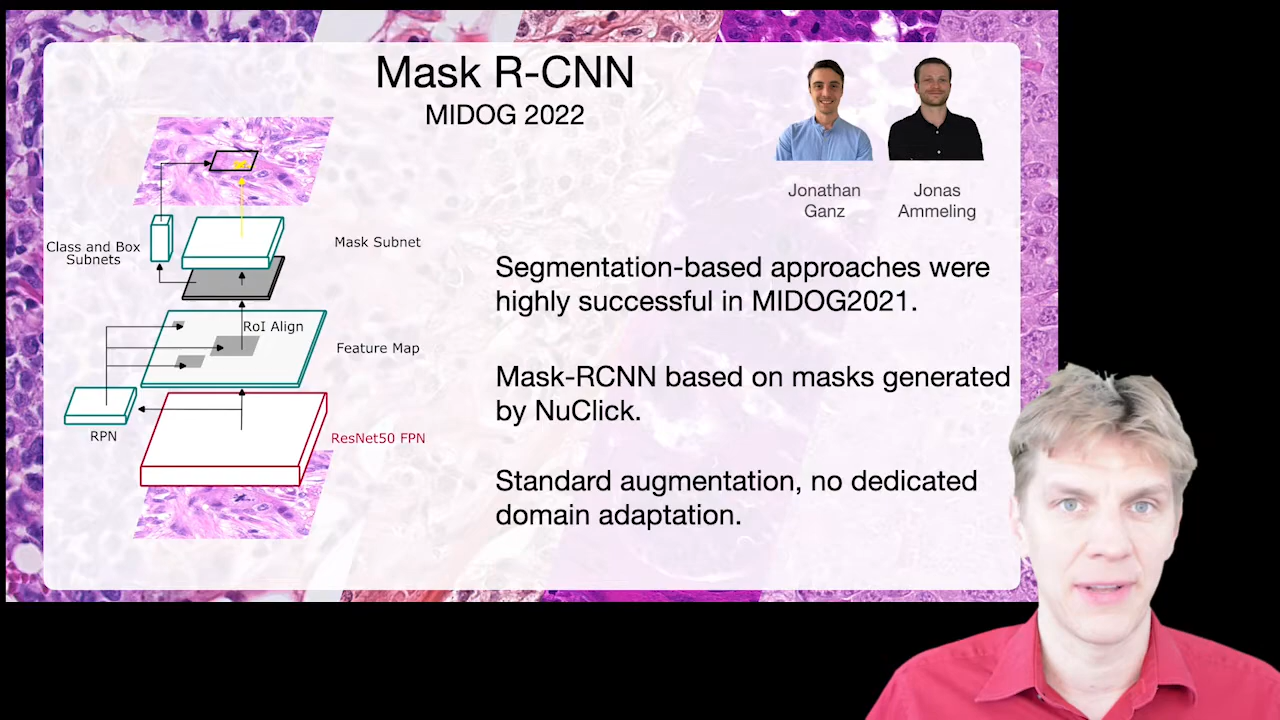 Mask R-CNN
MIDOG 2022
Jonathan
Ganz
Jonas
Ammeling
Class and Box
Subnets
Mask Subnet
RoI Align
Feature Map
RPN
ResNet50 FPN
Segmentation-based approaches were
highly successful in MIDOG2021.
Mask-RCNN based on masks generated
by NuClick.
Standard augmentation, no dedicated
domain adaptation.